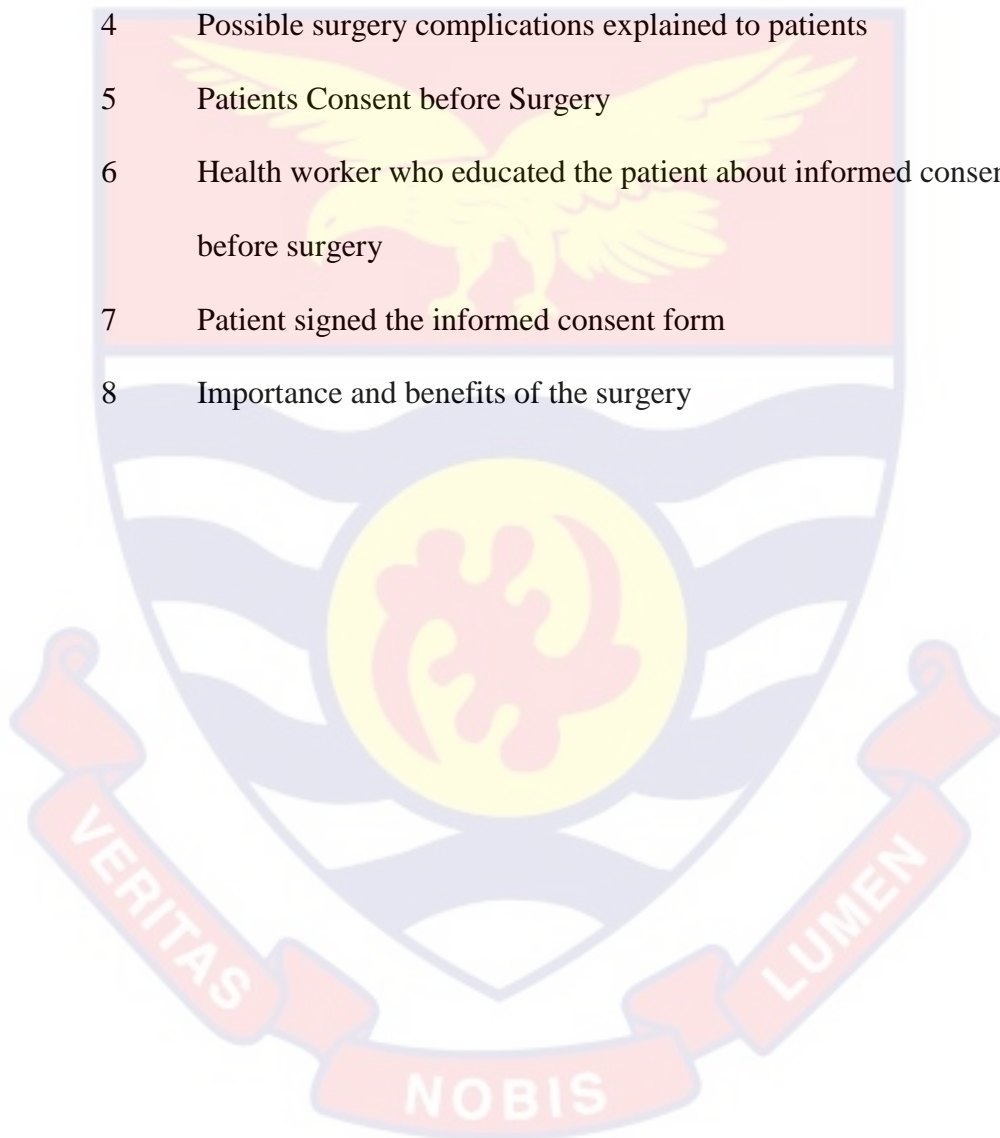 4 Possible surgery complications explained to patients
5 Patients Consent before Surgery
6 Health worker who educated the patient about informed
before surgery
7 Patient signed the informed consent form
8 Importance and benefits of the surgery
VERITAS
NOBIS
LUMEN